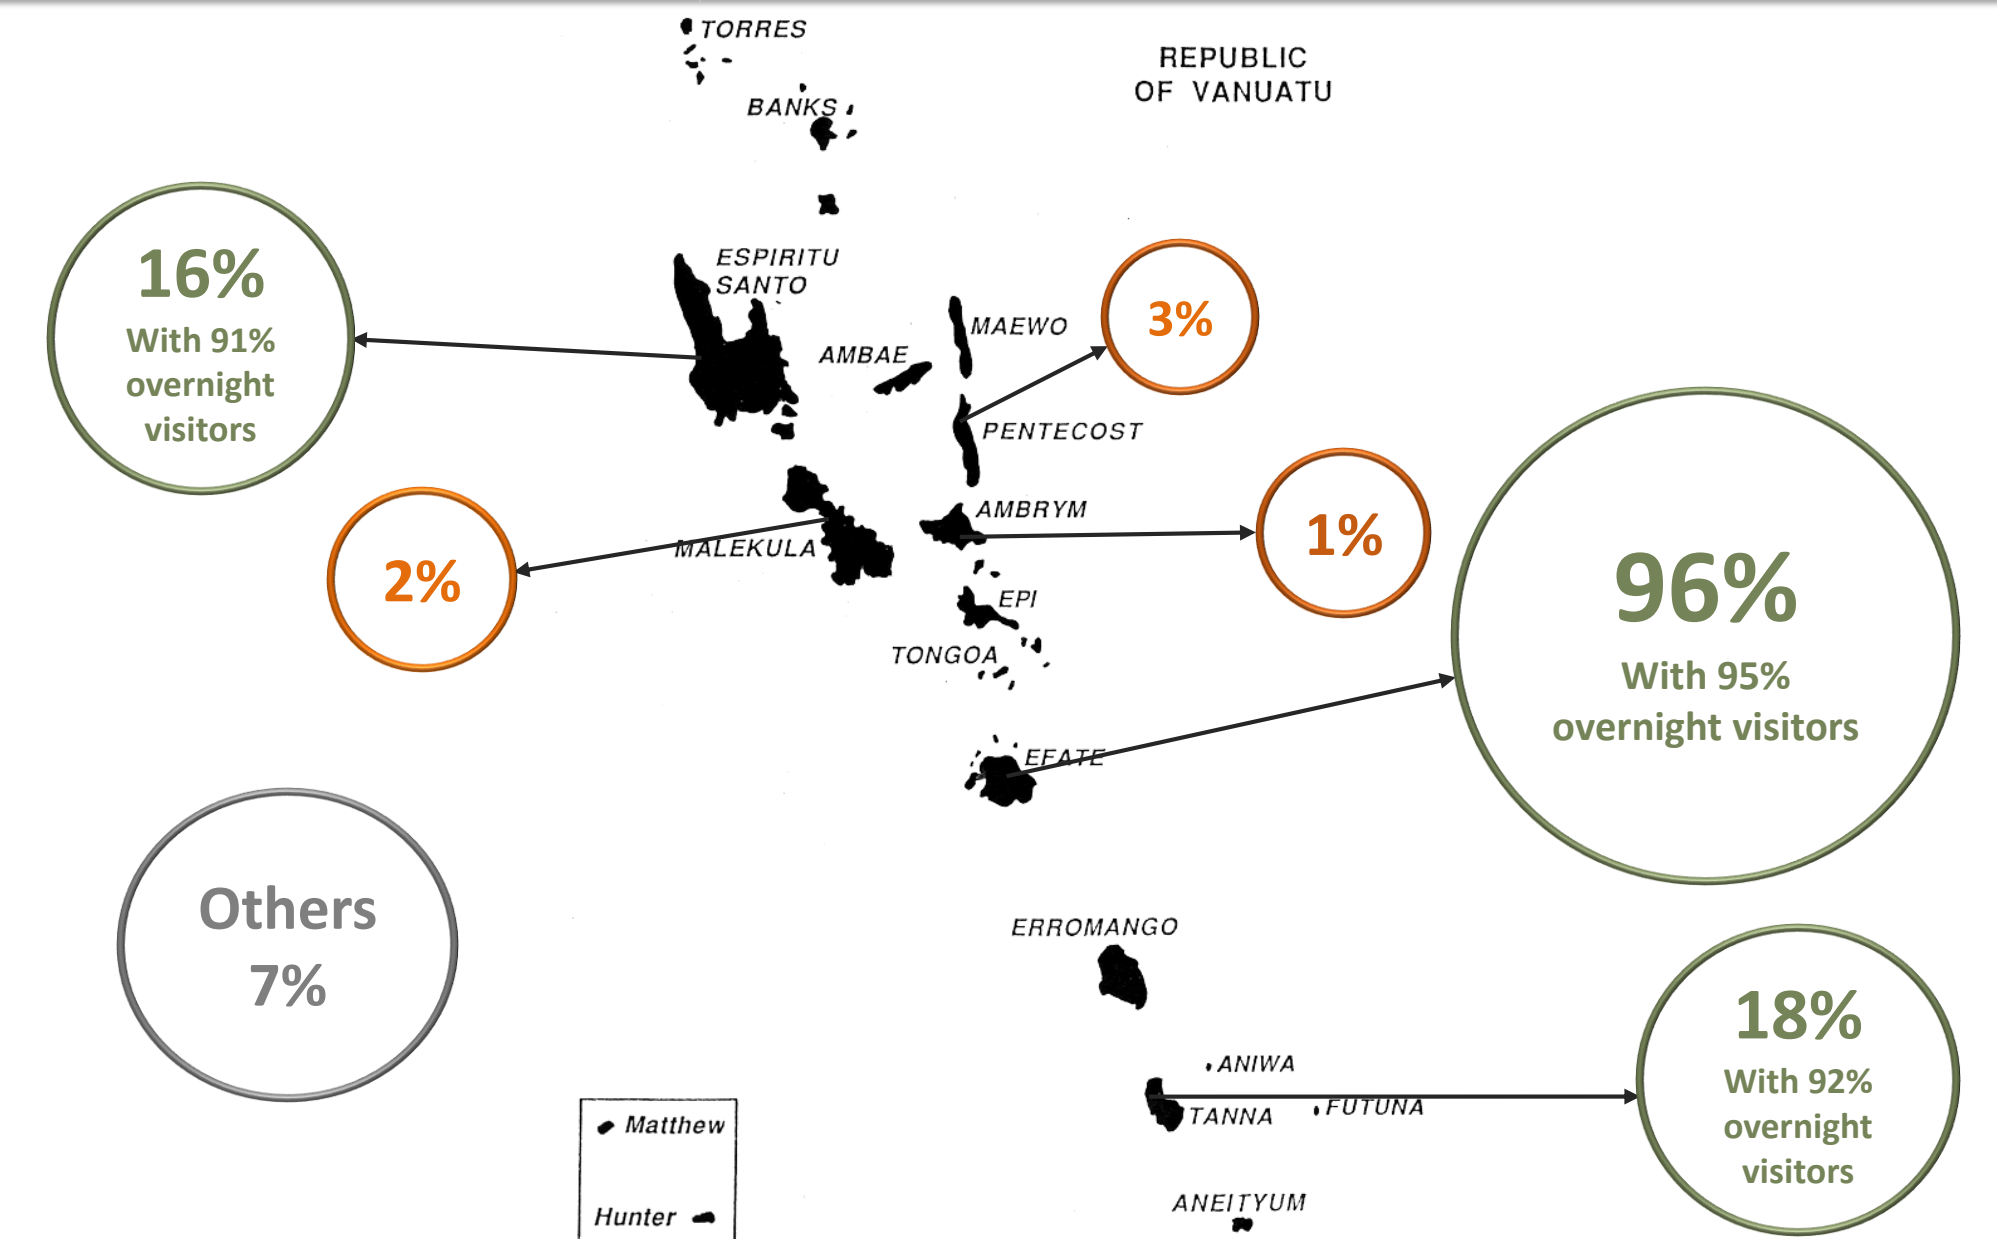 TORRES
REPUBLIC
OF VANUATU
BANKS
16%
With 91%
overnight
visitors
ESPIRITU
SANTO
MAEWO
3%
AMBAE
PENTECOST
AMBRYM
1%
MALEKULA
2%
EPI
TONGOA
96%
With 95%
overnight visitors
EFATE
Others
7%
ERROMANGO
18%
With 92%
overnight
visitors
ANIWA
TANNA
FUTUNA
Matthew
Hunter
ANEITYUM